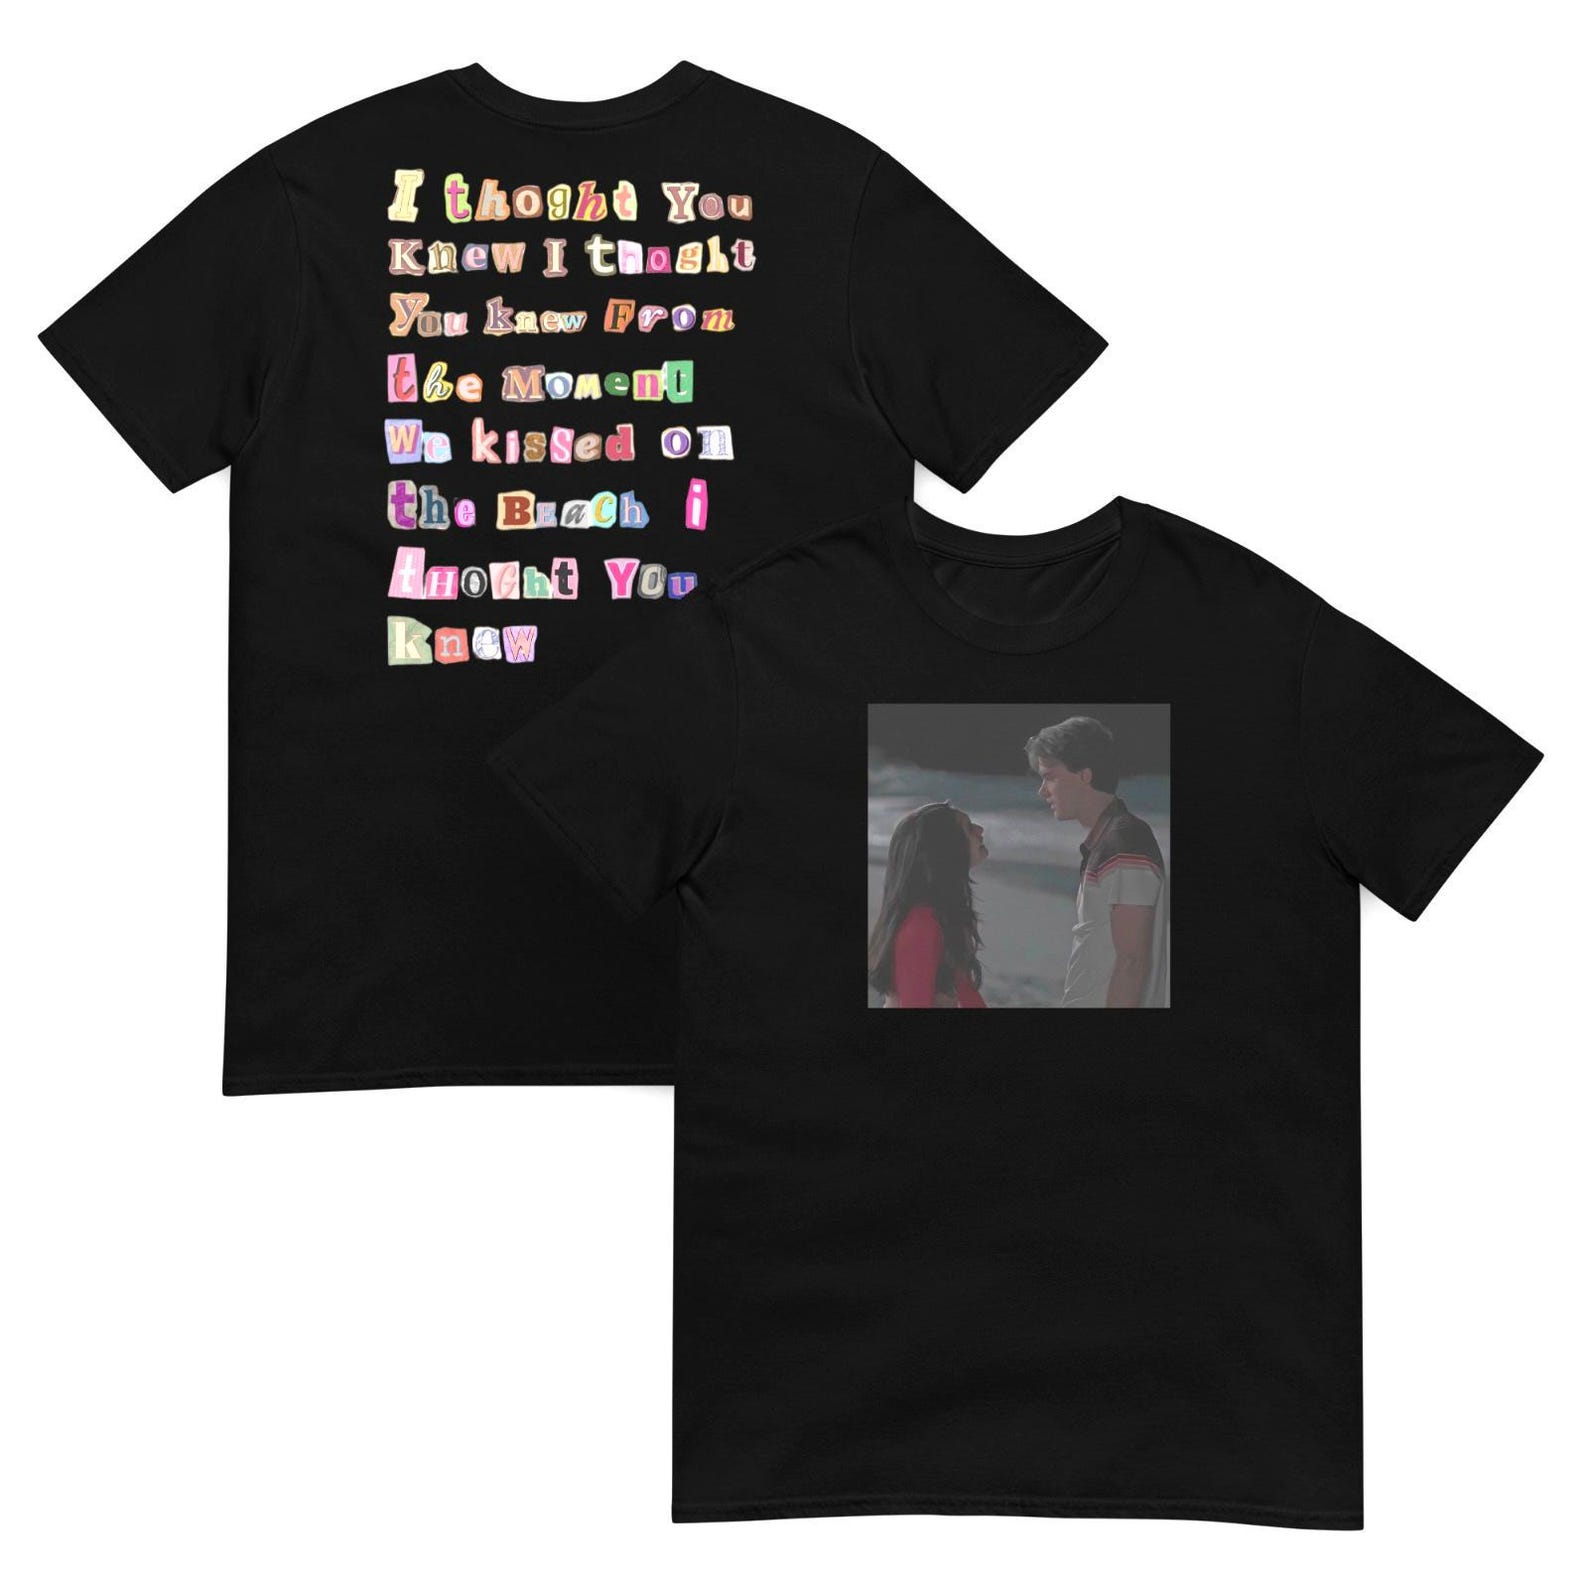 I thoght You
Knew I thoght
You knew From
the Moment
We kissed on
the BEaCh i
tHOGht You
knew